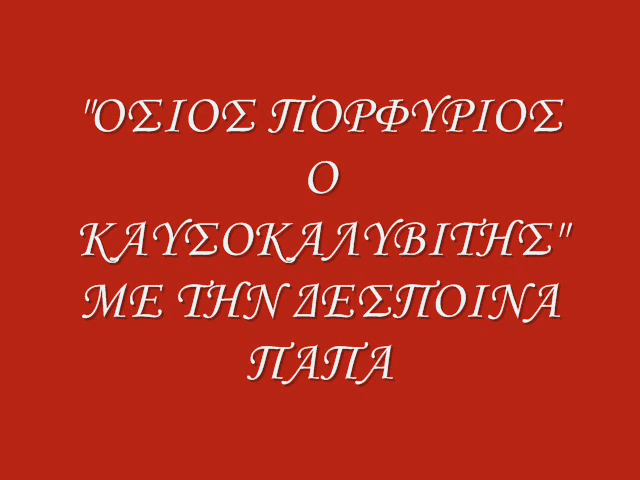 "ΟΣΙΟΣ ΠΟΡΦΥΡΙΟΣ
Ο
ΚΑΥΣΟΚΑΛΥΒΙΤΗΣ"
ΜΕ ΤΗΝ ΔΕΣΠΟΙΝΑ
ΠΑΠΑ